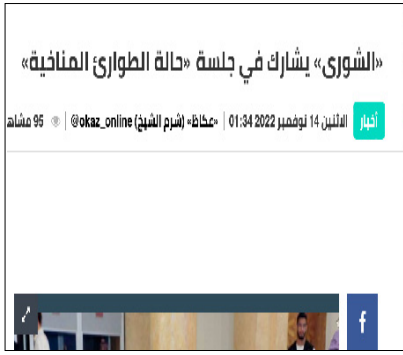 «الشورى» يشارك في جلسة «حالة الطوارئ المناخية»
أخبار الاثنين 14 نوفمبر 2022 01:34 | «عكاظ» (شرم الشيخ) okaz_online@ | 95
f